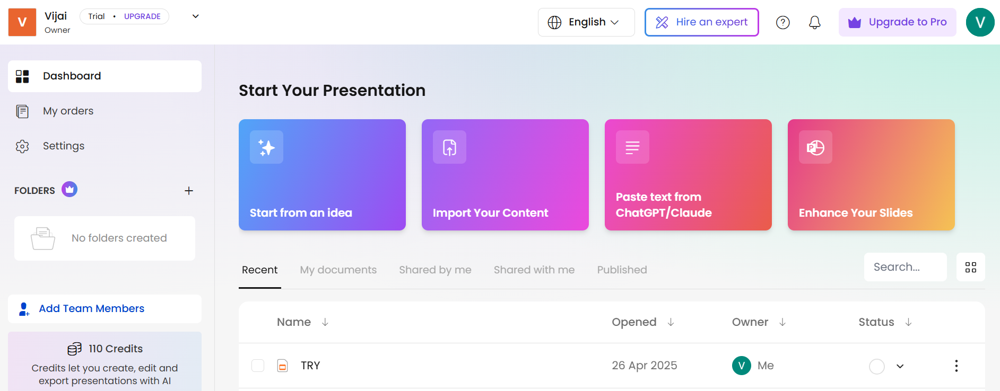 V
Vijai
Trial • UPGRADE
Owner
English
Hire an expert
Upgrade to Pro
V
Dashboard
My orders
Settings
FOLDERS
+
No folders created
Add Team Members
110 Credits
Credits let you create, edit and
export presentations with AI
Start Your Presentation
Start from an idea
Import Your Content
Paste text from
ChatGPT/Claude
P
Enhance Your Slides
Recent
My documents
Shared by me
Shared with me
Published
Search...
Name
Opened
Owner
Status
TRY
26 Apr 2025
V
Me